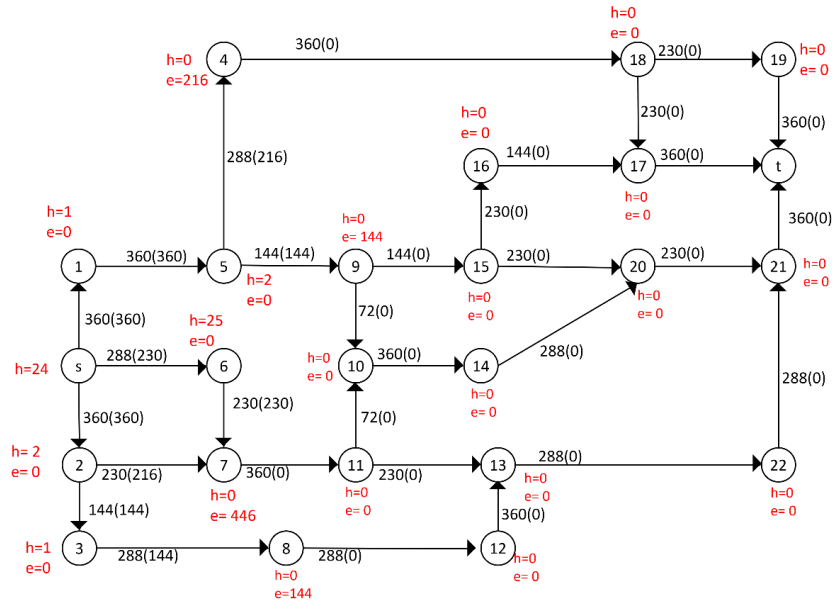 h=0
e= 0
360(0)
4
h=0
e=216
18
230(0)
19
h=0
e= 0
230(0)
h=0
e= 0
360(0)
288(216)
16
144(0)
17
360(0)
t
h=0
e= 0
h=1
e=0
230(0)
h=0
e= 144
360(0)
1
360(360)
5
144(144)
9
144(0)
15
230(0)
20
230(0)
21
h=0
e= 0
h=2
e=0
h=0
e= 0
h=0
e= 0
360(360)
72(0)
h=25
e=0
288(0)
h=24
s
288(230)
6
h=0
e= 0
10
360(0)
14
288(0)
h=0
e= 0
360(360)
230(230)
72(0)
h= 2
e= 0
2
230(216)
7
360(0)
11
230(0)
13
288(0)
22
h=0
e= 446
h=0
e= 0
h=0
e= 0
h=0
e= 0
144(144)
360(0)
h=1
e=0
3
288(144)
8
288(0)
12
h=0
e= 0
h=0
e=144